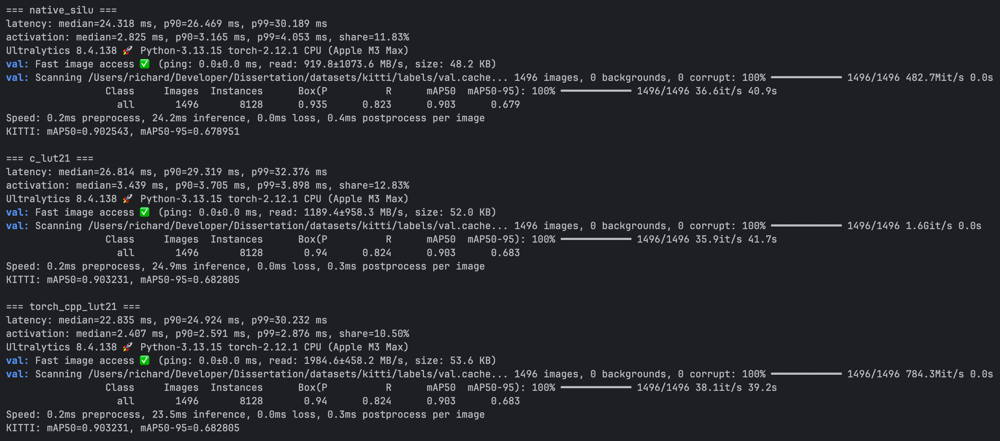 === native_silu ===
latency: median=24.318 ms, p90=26.469 ms, p99=30.189 ms
activation: median=2.825 ms, p90=3.165 ms, p99=4.053 ms, share=11.83%
Ultralytics 8.4.138 🚀 Python-3.13.15 torch-2.12.1 CPU (Apple M3 Max)
val: Fast image access ✅ (ping: 0.0±0.0 ms, read: 919.8±1073.6 MB/s, size: 48.2 KB)
val: Scanning /Users/richard/Developer/Dissertation/datasets/kitti/labels/val.cache... 1496 images, 0 backgrounds, 0 corrupt: 100% ━━━━━━━━━━━━ 1496/1496 482.7Mit/s 0.0s
                 Class     Images  Instances      Box(P          R      mAP50  mAP50-95): 100% ━━━━━━━━━━━━ 1496/1496 36.6it/s 40.9s
                   all       1496       8128      0.935      0.823      0.903      0.679
Speed: 0.2ms preprocess, 24.2ms inference, 0.0ms loss, 0.4ms postprocess per image
KITTI: mAP50=0.902543, mAP50-95=0.678951

=== c_lut21 ===
latency: median=26.814 ms, p90=29.319 ms, p99=32.376 ms
activation: median=3.439 ms, p90=3.705 ms, p99=3.898 ms, share=12.83%
Ultralytics 8.4.138 🚀 Python-3.13.15 torch-2.12.1 CPU (Apple M3 Max)
val: Fast image access ✅ (ping: 0.0±0.0 ms, read: 1189.4±958.3 MB/s, size: 52.0 KB)
val: Scanning /Users/richard/Developer/Dissertation/datasets/kitti/labels/val.cache... 1496 images, 0 backgrounds, 0 corrupt: 100% ━━━━━━━━━━━━ 1496/1496 1.6Git/s 0.0s
                 Class     Images  Instances      Box(P          R      mAP50  mAP50-95): 100% ━━━━━━━━━━━━ 1496/1496 35.9it/s 41.7s
                   all       1496       8128       0.94      0.824      0.903      0.683
Speed: 0.2ms preprocess, 24.9ms inference, 0.0ms loss, 0.3ms postprocess per image
KITTI: mAP50=0.903231, mAP50-95=0.682805

=== torch_cpp_lut21 ===
latency: median=22.835 ms, p90=24.924 ms, p99=30.232 ms
activation: median=2.407 ms, p90=2.591 ms, p99=2.876 ms, share=10.50%
Ultralytics 8.4.138 🚀 Python-3.13.15 torch-2.12.1 CPU (Apple M3 Max)
val: Fast image access ✅ (ping: 0.0±0.0 ms, read: 1984.6±458.2 MB/s, size: 53.6 KB)
val: Scanning /Users/richard/Developer/Dissertation/datasets/kitti/labels/val.cache... 1496 images, 0 backgrounds, 0 corrupt: 100% ━━━━━━━━━━━━ 1496/1496 784.3Mit/s 0.0s
                 Class     Images  Instances      Box(P          R      mAP50  mAP50-95): 100% ━━━━━━━━━━━━ 1496/1496 38.1it/s 39.2s
                   all       1496       8128       0.94      0.824      0.903      0.683
Speed: 0.2ms preprocess, 23.5ms inference, 0.0ms loss, 0.3ms postprocess per image
KITTI: mAP50=0.903231, mAP50-95=0.682805